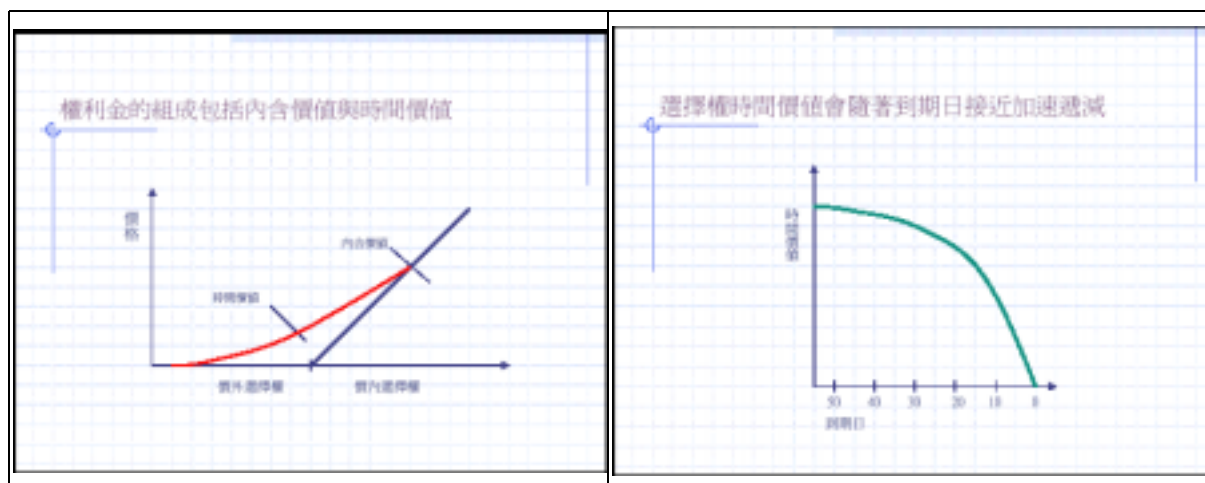 權利金的組成包括內含價值與時間價值
價格
內含價值
時間價值
價外選擇權
價內選擇權
選擇權時間價值會隨著到期日接近加速遞減
時間價值
50
40
30
20
10
0
到期日